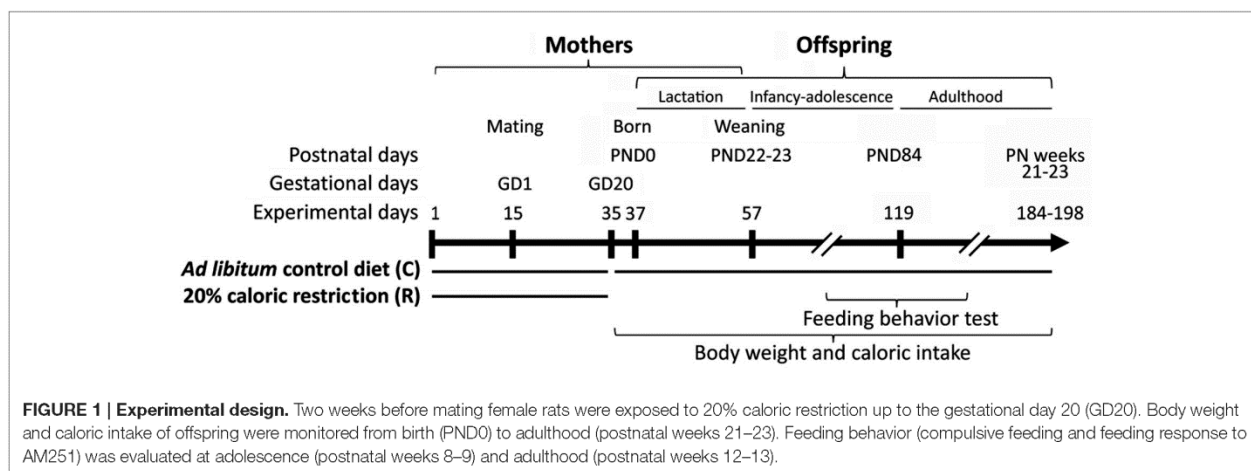 Mothers Offspring
Lactation Infancy-adolescence Adulthood
Mating Born Weaning
Postnatal days PND0 PND22-23 PND84 PN weeks
21-23
Gestational days GD1 GD20
Experimental days 1 15 35 37 57 119 184-198
Ad libitum control diet (C)
20% caloric restriction (R)
Feeding behavior test
Body weight and caloric intake
FIGURE 1 | Experimental design. Two weeks before mating female rats were exposed to 20% caloric restriction up to the gestational day 20 (GD20). Body weight
and caloric intake of offspring were monitored from birth (PND0) to adulthood (postnatal weeks 21–23). Feeding behavior (compulsive feeding and feeding response to
AM251) was evaluated at adolescence (postnatal weeks 8–9) and adulthood (postnatal weeks 12–13).